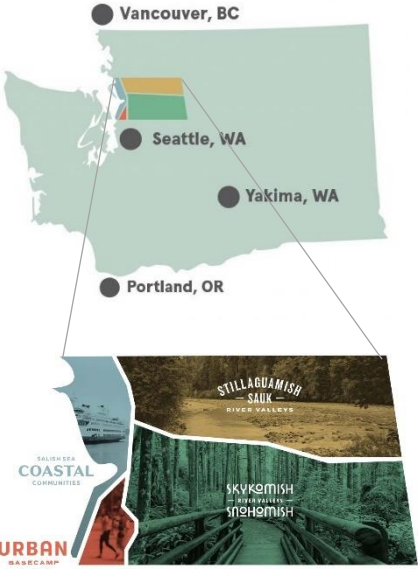 Vancouver, BC
Seattle, WA
Yakima, WA
Portland, OR
STILLAGUAMISH
SAUK
RIVER VALLEYS
SALISH SEA
COASTAL
COMMUNITIES
SKYKOMISH
RIVER VALLEYS
SNOHOMISH
URBAN
BASECAMP